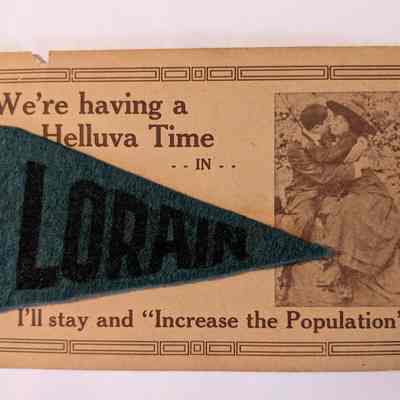 We're having a
Helluva Time
-- IN --
LORAIN
I'll stay and “Increase the Population”